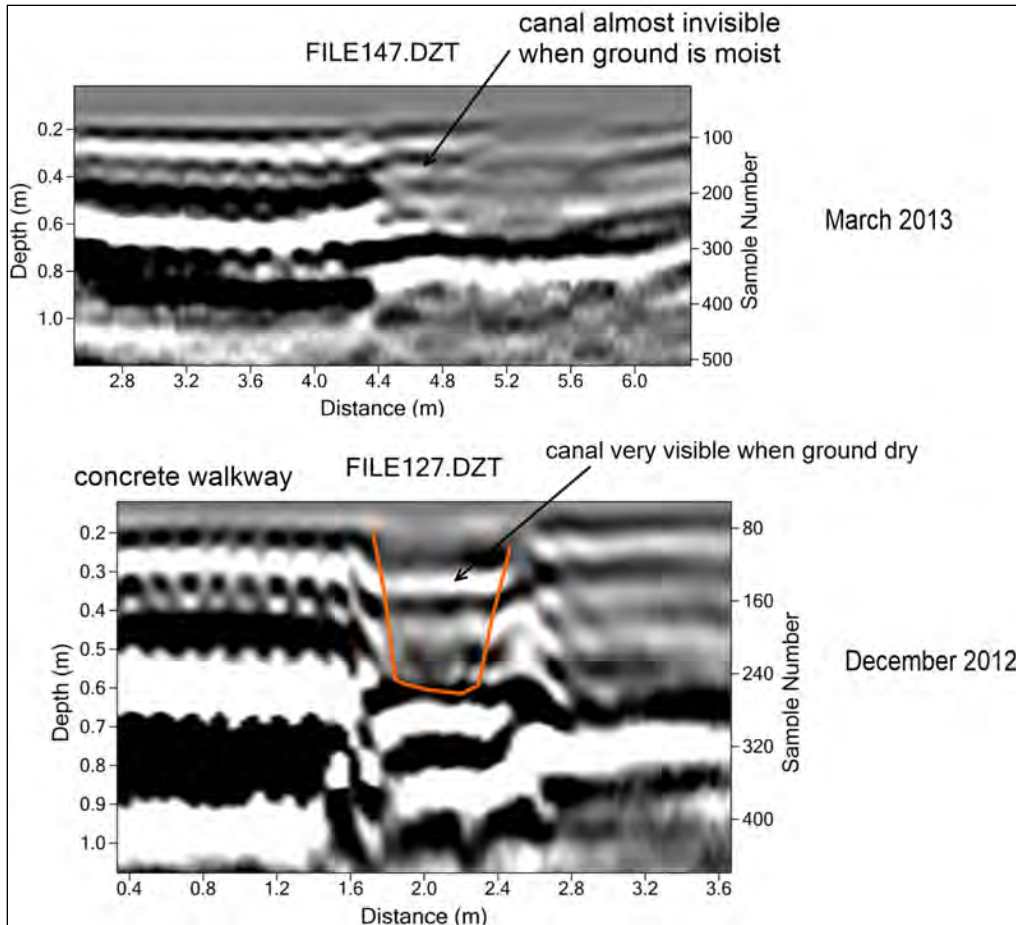 canal almost invisible
when ground is moist
FILE147.DZT
0.2
0.4
0.6
0.8
1.0
Depth (m)
100
200
300
400
500
Sample Number
March 2013
2.8 3.2 3.6 4.0 4.4 4.8 5.2 5.6 6.0
Distance (m)
canal very visible when ground dry
concrete walkway
FILE127.DZT
0.2
0.3
0.4
0.5
0.6
0.7
0.8
0.9
1.0
Depth (m)
80
160
240
320
400
Sample Number
December 2012
0.4 0.8 1.2 1.6 2.0 2.4 2.8 3.2 3.6
Distance (m)